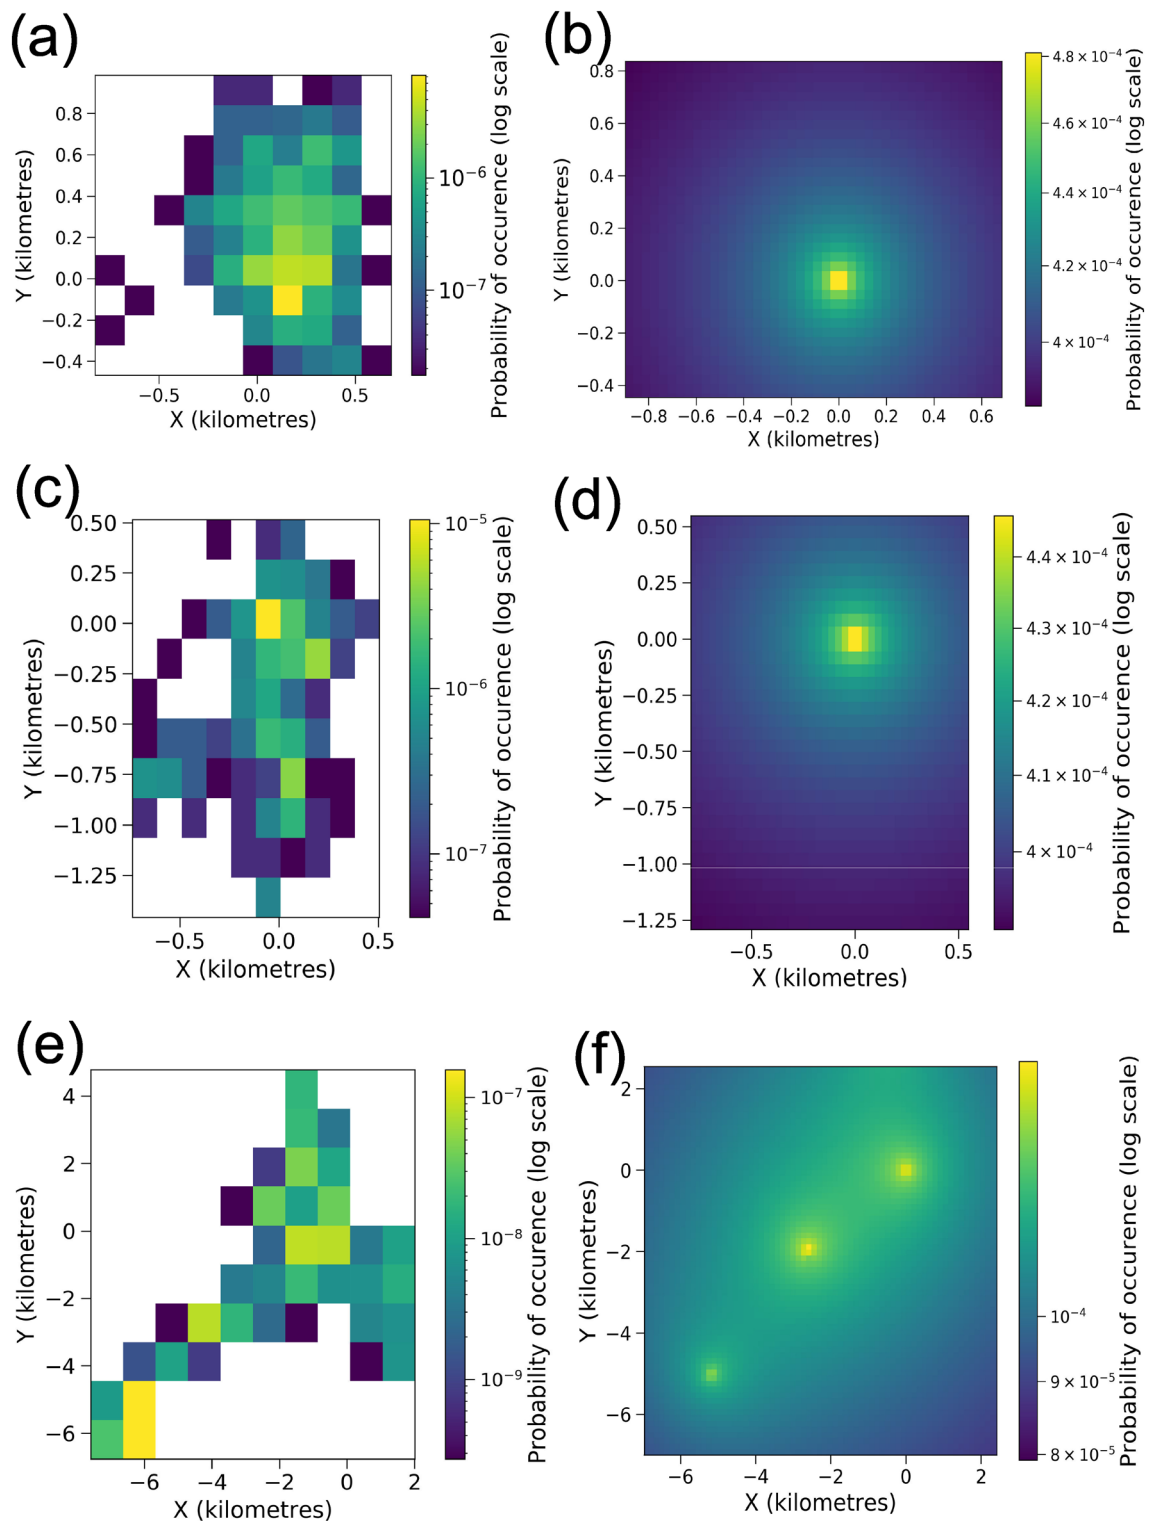 (a)
0.8
0.6
0.4
0.2
0.0
−0.2
−0.4
Y (kilometres)
−0.5
0.0
0.5
X (kilometres)
10⁻⁶
10⁻⁷
Probability of occurence (log scale)
(b)
0.8
0.6
0.4
0.2
0.0
−0.2
−0.4
Y (kilometres)
−0.8
−0.6
−0.4
−0.2
0.0
0.2
0.4
0.6
X (kilometres)
4.8 × 10⁻⁴
4.6 × 10⁻⁴
4.4 × 10⁻⁴
4.2 × 10⁻⁴
4 × 10⁻⁴
Probability of occurence (log scale)
(c)
0.50
0.25
0.00
−0.25
−0.50
−0.75
−1.00
−1.25
Y (kilometres)
−0.5
0.0
0.5
X (kilometres)
10⁻⁵
10⁻⁶
10⁻⁷
Probability of occurence (log scale)
(d)
0.50
0.25
0.00
−0.25
−0.50
−0.75
−1.00
−1.25
Y (kilometres)
−0.5
0.0
0.5
X (kilometres)
4.4 × 10⁻⁴
4.3 × 10⁻⁴
4.2 × 10⁻⁴
4.1 × 10⁻⁴
4 × 10⁻⁴
Probability of occurence (log scale)
(e)
4
2
0
−2
−4
−6
Y (kilometres)
−6
−4
−2
0
2
X (kilometres)
10⁻⁷
10⁻⁸
10⁻⁹
Probability of occurence (log scale)
(f)
2
0
−2
−4
−6
Y (kilometres)
−6
−4
−2
0
2
X (kilometres)
10⁻⁴
9 × 10⁻⁵
8 × 10⁻⁵
Probability of occurence (log scale)